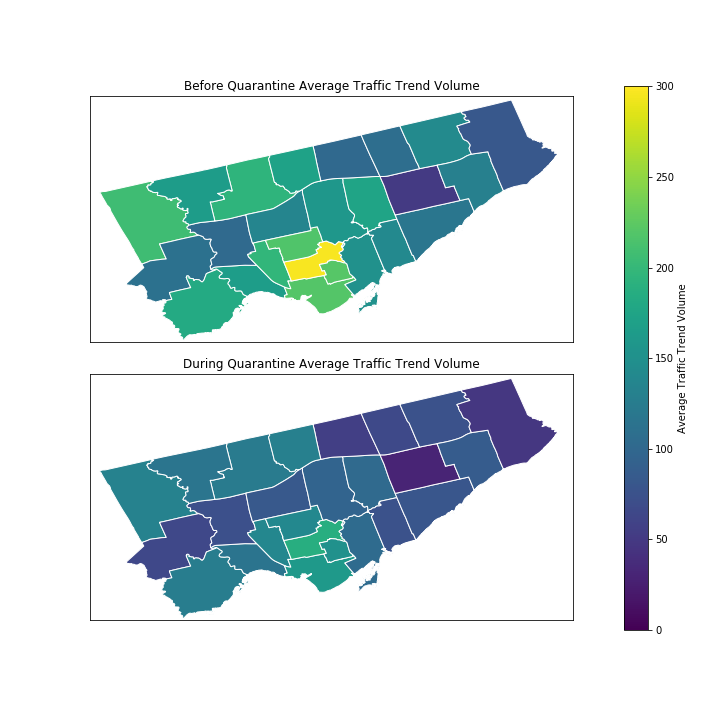 Before Quarantine Average Traffic Trend Volume
During Quarantine Average Traffic Trend Volume
300
250
200
150
100
50
0
Average Traffic Trend Volume